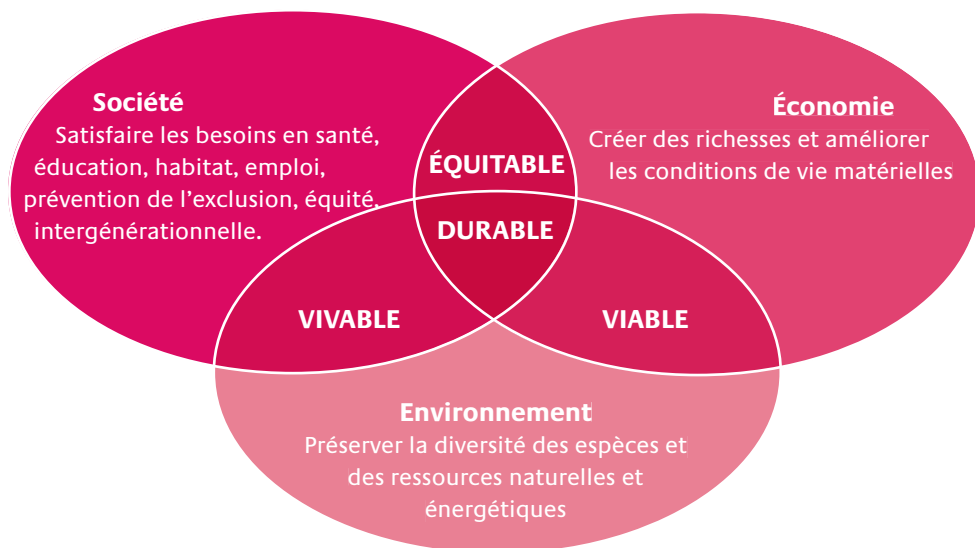 Société
Satisfaire les besoins en santé,
éducation, habitat, emploi,
prévention de l'exclusion, équité,
intergénérationnelle.
Économie
Créer des richesses et améliorer
les conditions de vie matérielles
ÉQUITABLE
DURABLE
VIVABLE
VIABLE
Environnement
Préserver la diversité des espèces et
des ressources naturelles et
énergétiques